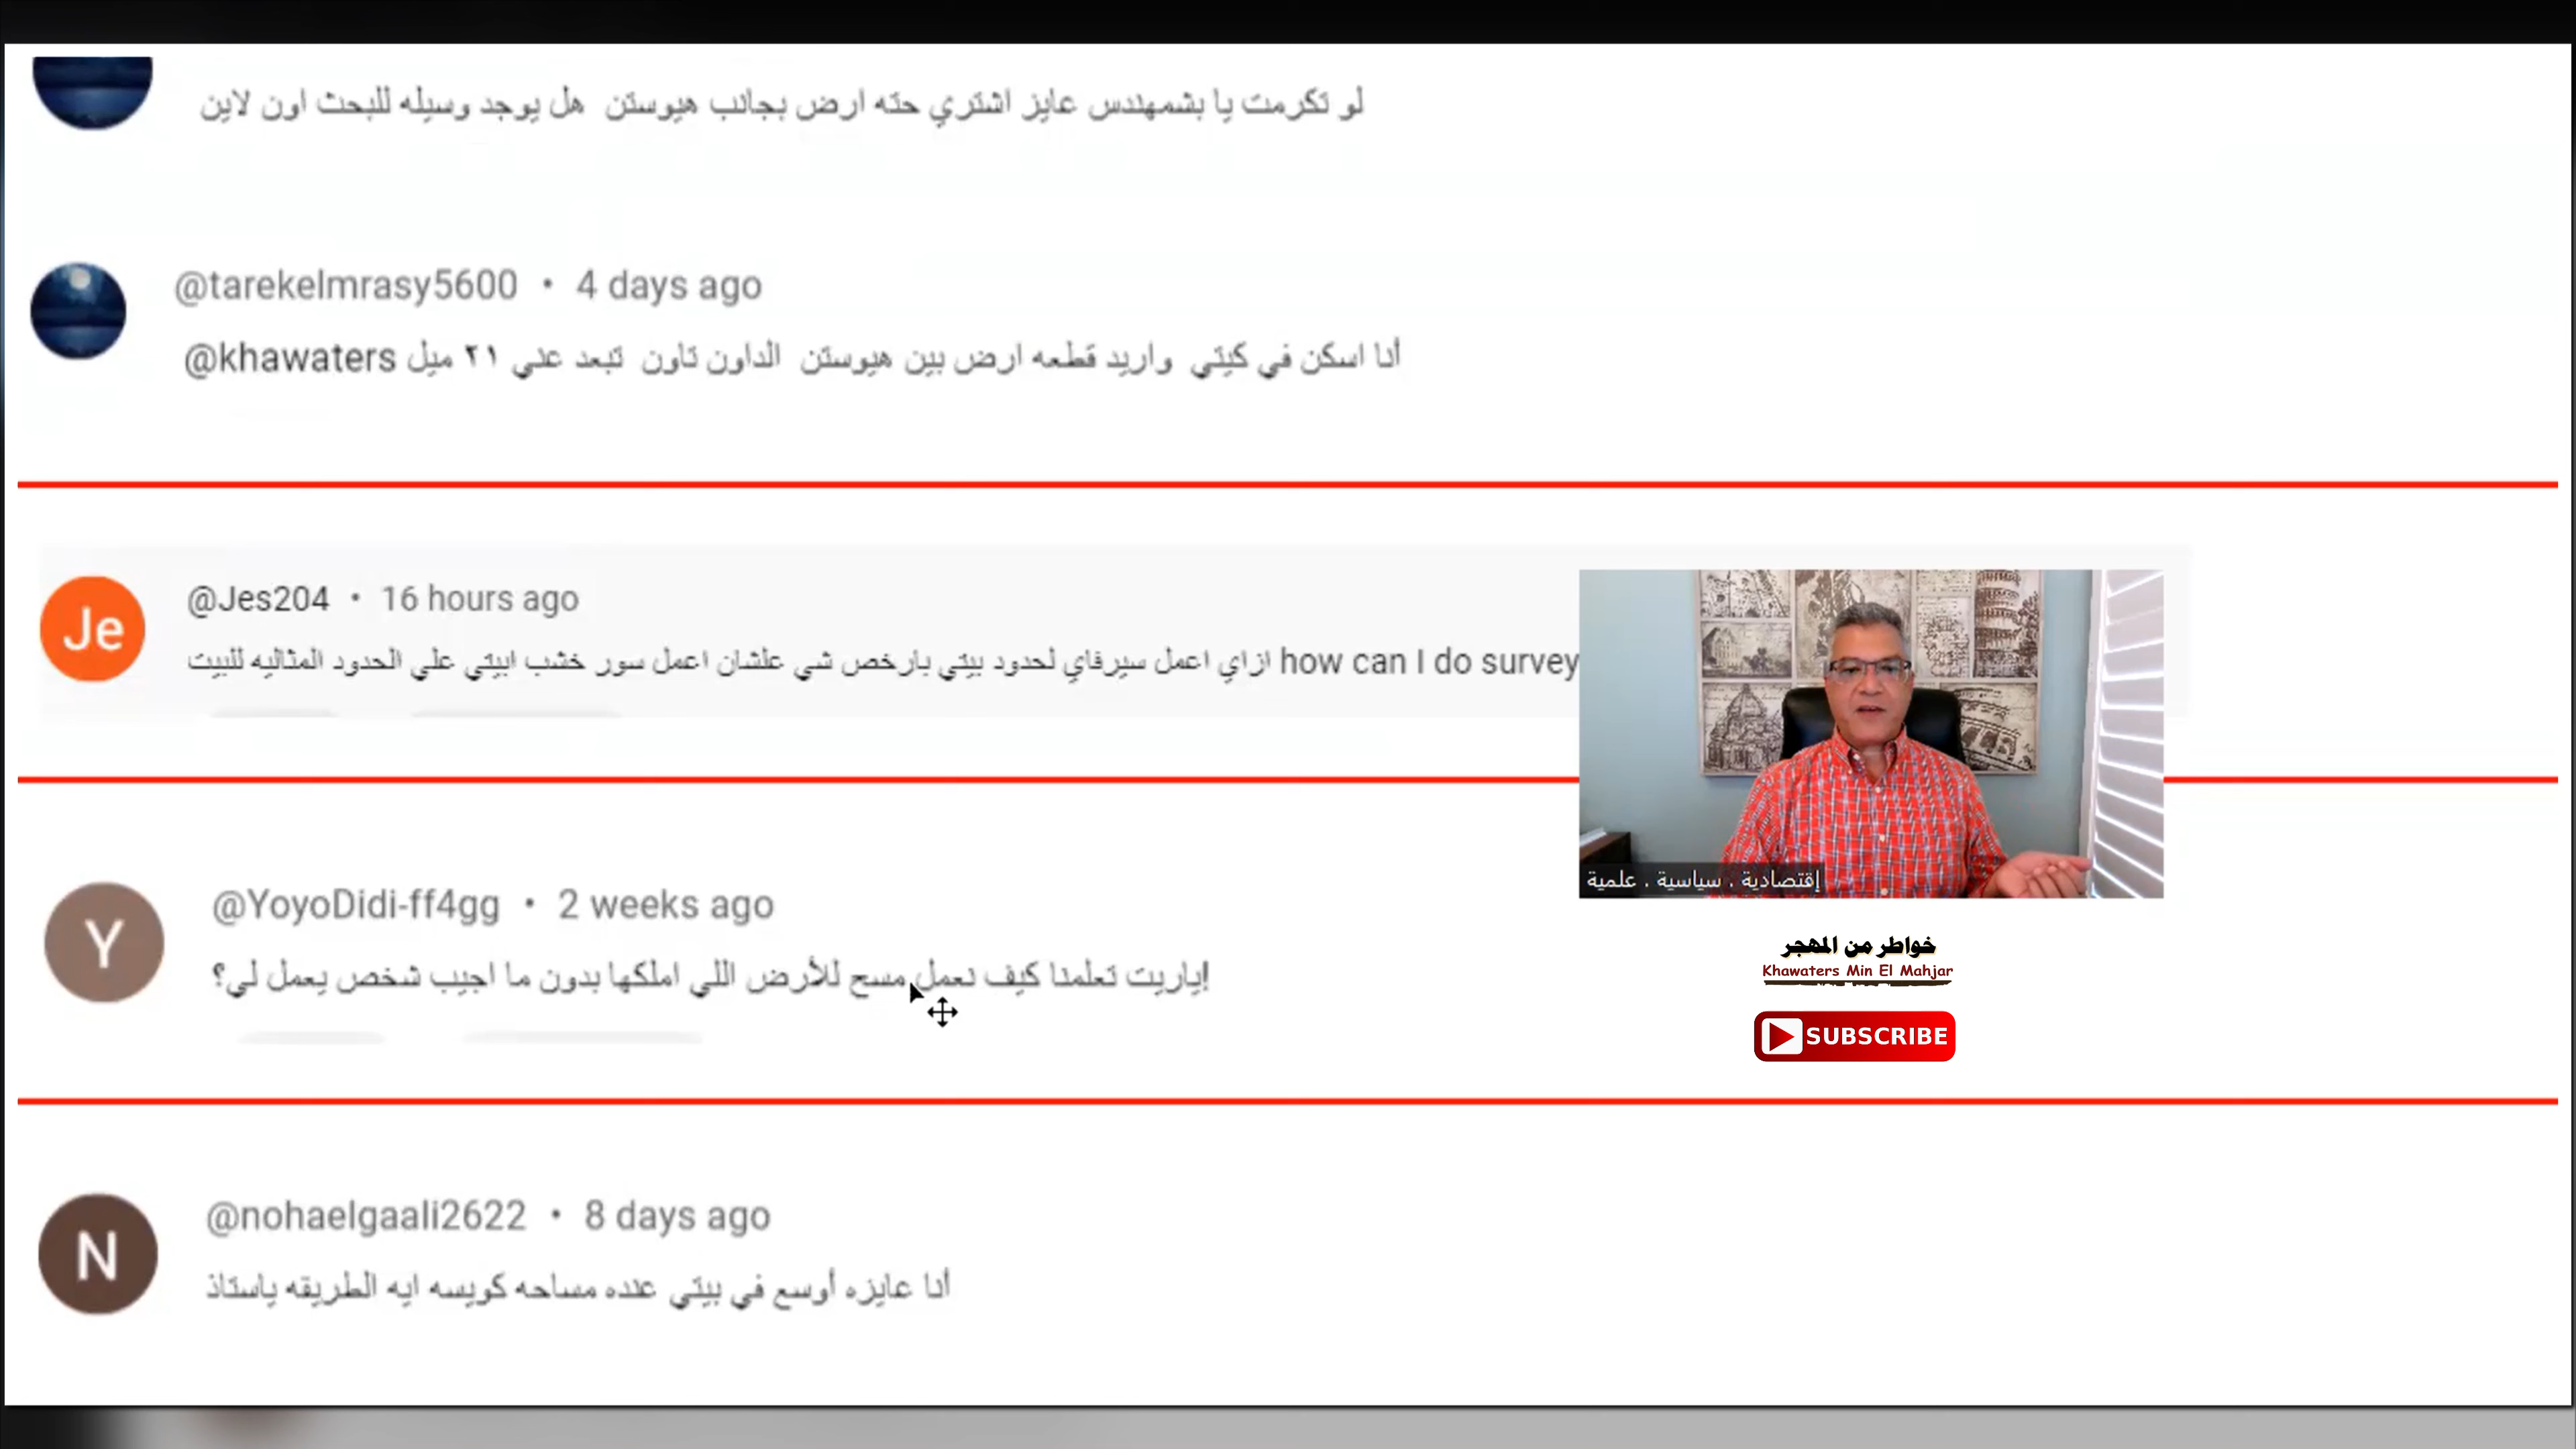 لو تكرمت يا بشمهندس عايز اشتري حته ارض بجانب هيوستن هل يوجد وسيله للبحث اون لاين
@tarekelmrasy5600 • 4 days ago
@khawaters أنا اسكن في كيتي واريد قطعه ارض بين هيوستن الداون تاون تبعد عني ٢١ ميل
Je
@Jes204 • 16 hours ago
ازاي اعمل سيرفاي لحدود بيتي بارخص شي علشان اعمل سور خشب ابيتي علي الحدود المثاليه للبيت how can I do survey
إقتصادية . سياسية . علمية
خواطر من المهجر
Khawaters Min El Mahjar
SUBSCRIBE
Y
@YoyoDidi-ff4gg • 2 weeks ago
ياريت تعلمنا كيف نعمل مسح للأرض اللي املكها بدون ما اجيب شخص يعمل لي؟!
N
@nohaelgaali2622 • 8 days ago
أنا عايزه أوسع في بيتي عنده مساحه كويسه ايه الطريقه ياستاذ